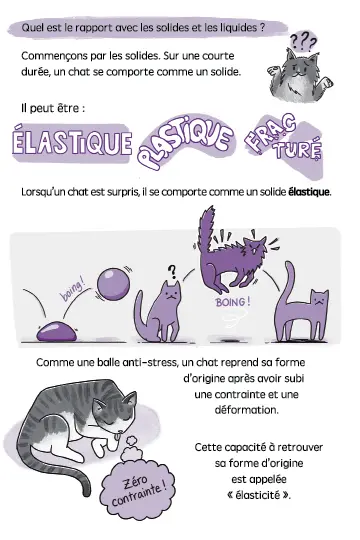 Quel est le rapport avec les solides et les liquides ?
???
Commençons par les solides. Sur une courte
durée, un chat se comporte comme un solide.
Il peut être :
ÉLASTIQUE
PLASTIQUE
FRAC
TURÉ
Lorsqu'un chat est surpris, il se comporte comme un solide élastique.
boing !
?
BOING !
Comme une balle anti-stress, un chat reprend sa forme
d'origine après avoir subi
une contrainte et une
déformation.
Zéro
contrainte !
Cette capacité à retrouver
sa forme d'origine
est appelée
« élasticité ».